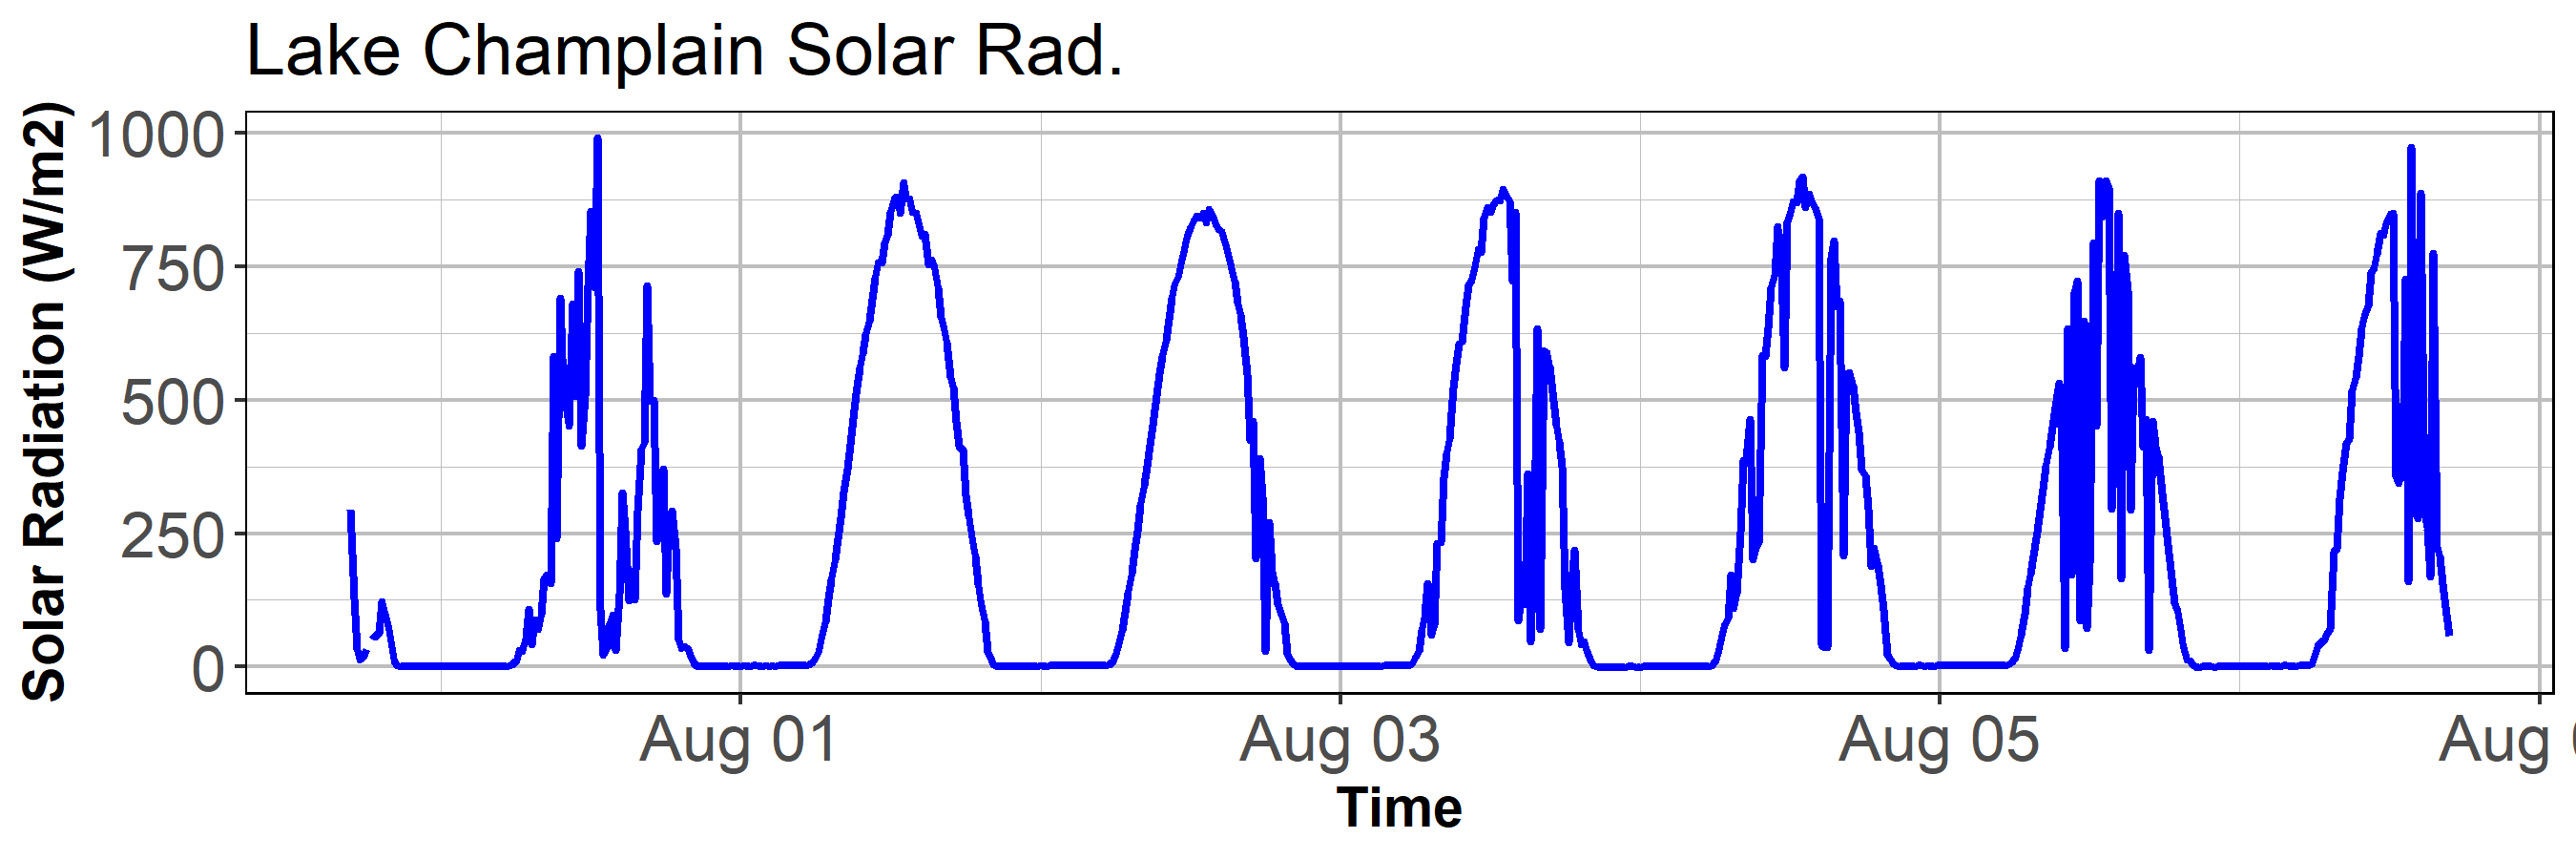 Lake Champlain Solar Rad.
Solar Radiation (W/m2)
1000
750
500
250
0
Aug 01 Aug 03 Aug 05 Aug
Time